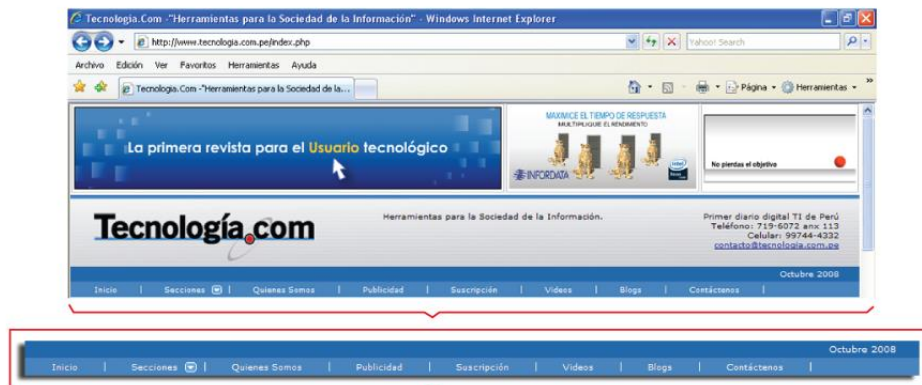 Tecnologia.Com -"Herramientas para la Sociedad de la Información" - Windows Internet Explorer
http://www.tecnologia.com.pe/index.php
Yahoo! Search
Archivo Edición Ver Favoritos Herramientas Ayuda
Tecnologia.Com -"Herramientas para la Sociedad de la...
Página Herramientas
La primera revista para el Usuario tecnológico
MAXIMICE EL TIEMPO DE RESPUESTA
MULTIPLIQUE EL RENDIMIENTO
INFORDATA
No pierdas el objetivo
Tecnología.com
Herramientas para la Sociedad de la Información.
Primer diario digital TI de Perú
Teléfono: 719-6072 anx 113
Celular: 99744-4332
contacto@tecnologia.com.pe
Octubre 2008
Inicio | Secciones | Quienes Somos | Publicidad | Suscripción | Videos | Blogs | Contáctenos |
Octubre 2008
Inicio | Secciones | Quienes Somos | Publicidad | Suscripción | Videos | Blogs | Contáctenos |